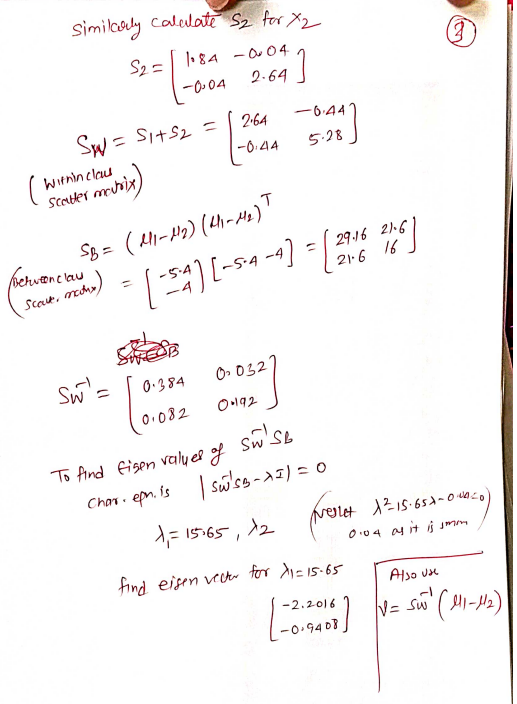 Similarly calculate S2 for X2
③
S2 = [ 1.84 -0.04
-0.04 2.64 ]
SW = S1+S2 = [ 2.64 -0.44
-0.44 5.28 ]
(Within class scatter matrix)
SB = (μ1-μ2) (μ1-μ2)^T
(Between class scatt. matrix) = [ -5.4
-4 ] [-5.4 -4] = [ 29.16 21.6
21.6 16 ]
Sw^-1 = [ 0.384 0.032
0.032 0.192 ]
To find Eigen values of Sw^-1 SB
Char. eqn. is |Sw^-1 SB - λI| = 0
λ1 = 15.65, λ2
(neglet λ^2-15.65λ-0.04=0)
0.04 as it is small
find eigen vector for λ1 = 15.65
[ -2.2016
-0.9408 ]
Also use
V = Sw^-1 (μ1-μ2)